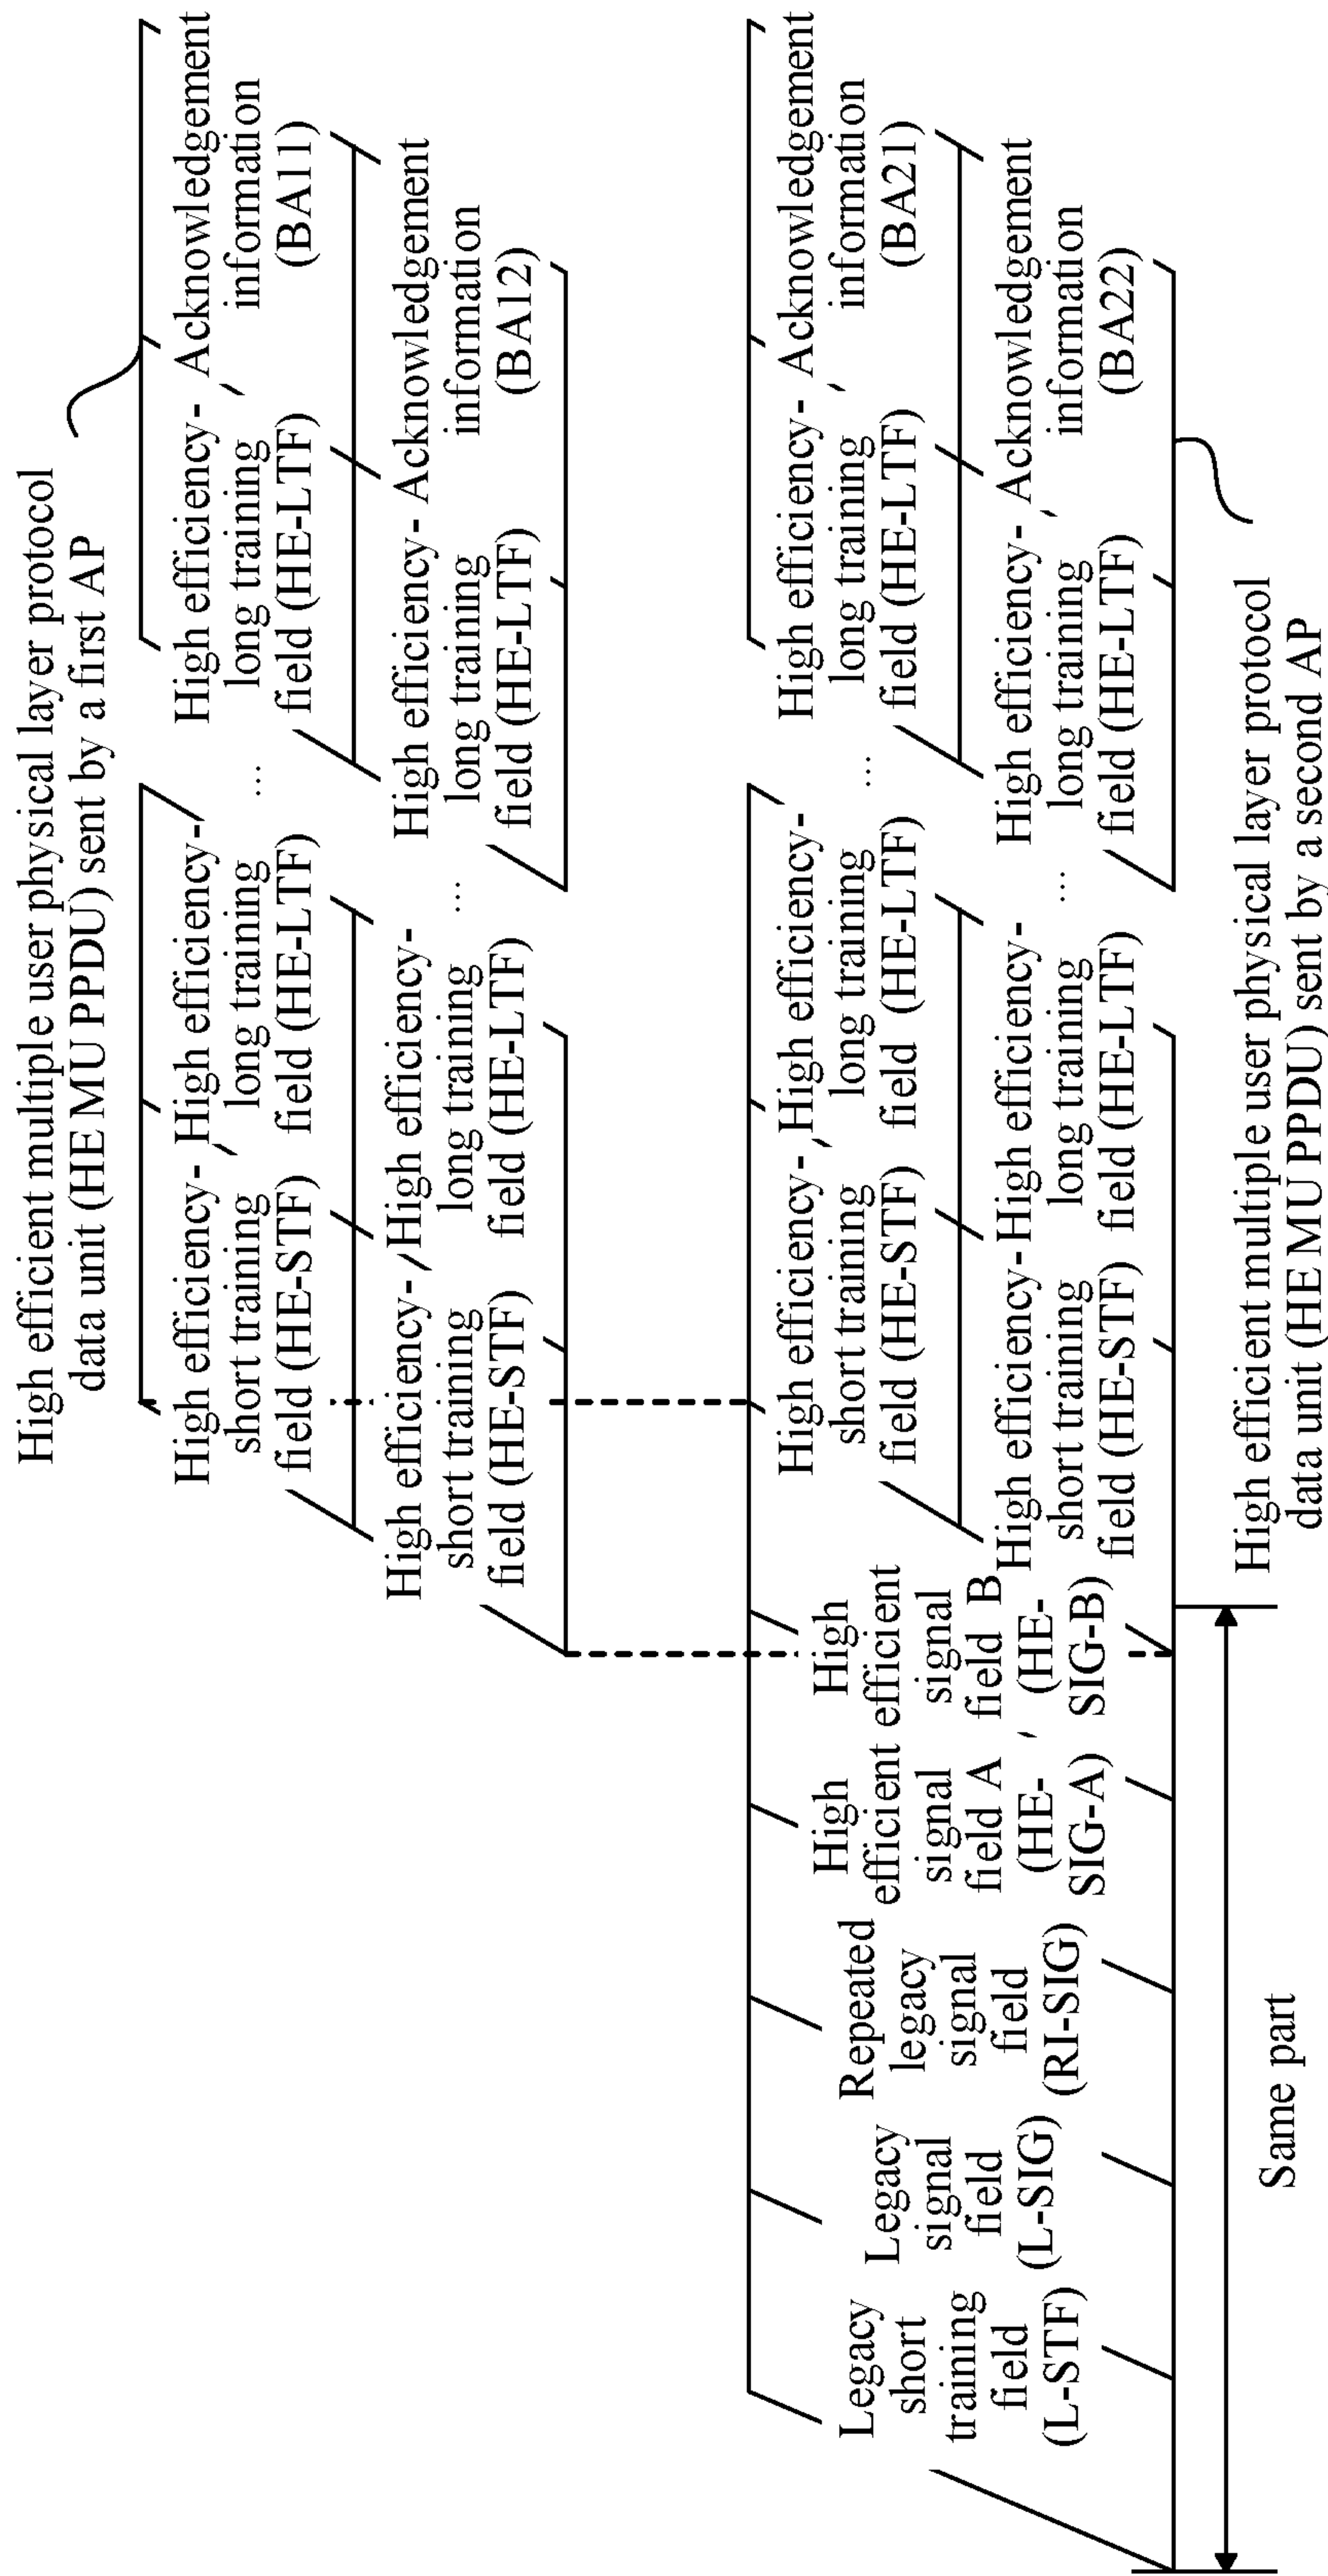 High efficient multiple user physical layer protocol
data unit (HE MU PPDU) sent by a first AP
High efficiency-
short training
field (HE-STF)
High efficiency-
long training
field (HE-LTF)
...
High efficiency-
long training
field (HE-LTF)
Acknowledgement
information
(BA11)
High efficiency-
short training
field (HE-STF)
High efficiency-
long training
field (HE-LTF)
...
High efficiency-
long training
field (HE-LTF)
Acknowledgement
information
(BA12)
Legacy
short
training
field
(L-STF)
Legacy
signal
field
(L-SIG)
Repeated
legacy
signal
field
(RI-SIG)
High
efficient
signal
field A
(HE-
SIG-A)
High
efficient
signal
field B
(HE-
SIG-B)
High efficiency-
short training
field (HE-STF)
High efficiency-
long training
field (HE-LTF)
...
High efficiency-
long training
field (HE-LTF)
Acknowledgement
information
(BA21)
High efficiency-
short training
field (HE-STF)
High efficiency-
long training
field (HE-LTF)
...
High efficiency-
long training
field (HE-LTF)
Acknowledgement
information
(BA22)
Same part
High efficient multiple user physical layer protocol
data unit (HE MU PPDU) sent by a second AP